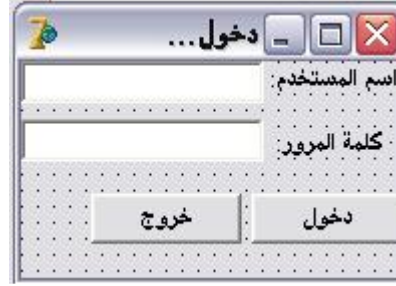 دخول...
اسم المستخدم:
كلمة المرور:
دخول خروج